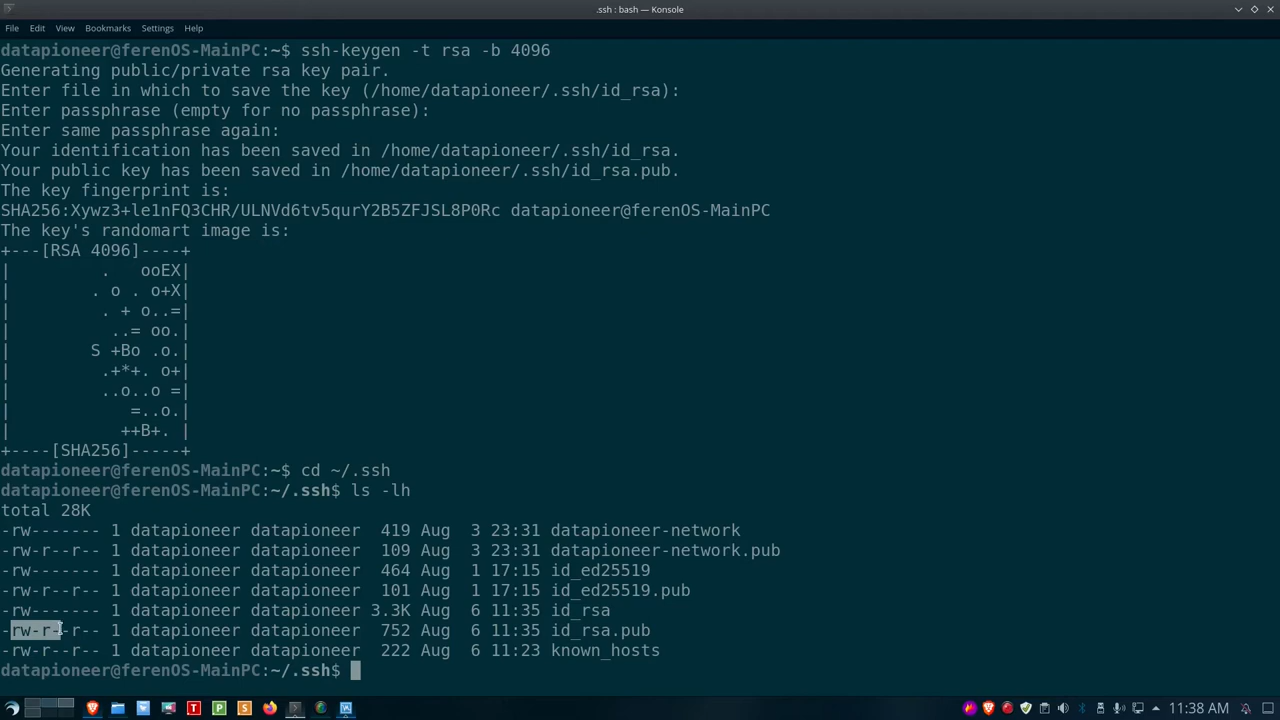 .ssh : bash — Konsole
File Edit View Bookmarks Settings Help
datapioneer@ferenOS-MainPC:~$ ssh-keygen -t rsa -b 4096
Generating public/private rsa key pair.
Enter file in which to save the key (/home/datapioneer/.ssh/id_rsa):
Enter passphrase (empty for no passphrase):
Enter same passphrase again:
Your identification has been saved in /home/datapioneer/.ssh/id_rsa.
Your public key has been saved in /home/datapioneer/.ssh/id_rsa.pub.
The key fingerprint is:
SHA256:Xywz3+le1nFQ3CHR/ULNVd6tv5qurY2B5ZFJSL8P0Rc datapioneer@ferenOS-MainPC
The key's randomart image is:
+---[RSA 4096]----+
|         .   ooEX|
|        . o . o+X|
|         . + o..=|
|          ..= oo.|
|        S +Bo .o.|
|         .+*+. o+|
|         ..o..o =|
|            =..o.|
|           ++B+. |
+----[SHA256]-----+
datapioneer@ferenOS-MainPC:~$ cd ~/.ssh
datapioneer@ferenOS-MainPC:~/.ssh$ ls -lh
total 28K
-rw------- 1 datapioneer datapioneer  419 Aug  3 23:31 datapioneer-network
-rw-r--r-- 1 datapioneer datapioneer  109 Aug  3 23:31 datapioneer-network.pub
-rw------- 1 datapioneer datapioneer  464 Aug  1 17:15 id_ed25519
-rw-r--r-- 1 datapioneer datapioneer  101 Aug  1 17:15 id_ed25519.pub
-rw------- 1 datapioneer datapioneer 3.3K Aug  6 11:35 id_rsa
-rw-r--r-- 1 datapioneer datapioneer  752 Aug  6 11:35 id_rsa.pub
-rw-r--r-- 1 datapioneer datapioneer  222 Aug  6 11:23 known_hosts
datapioneer@ferenOS-MainPC:~/.ssh$
T P S 11:38 AM